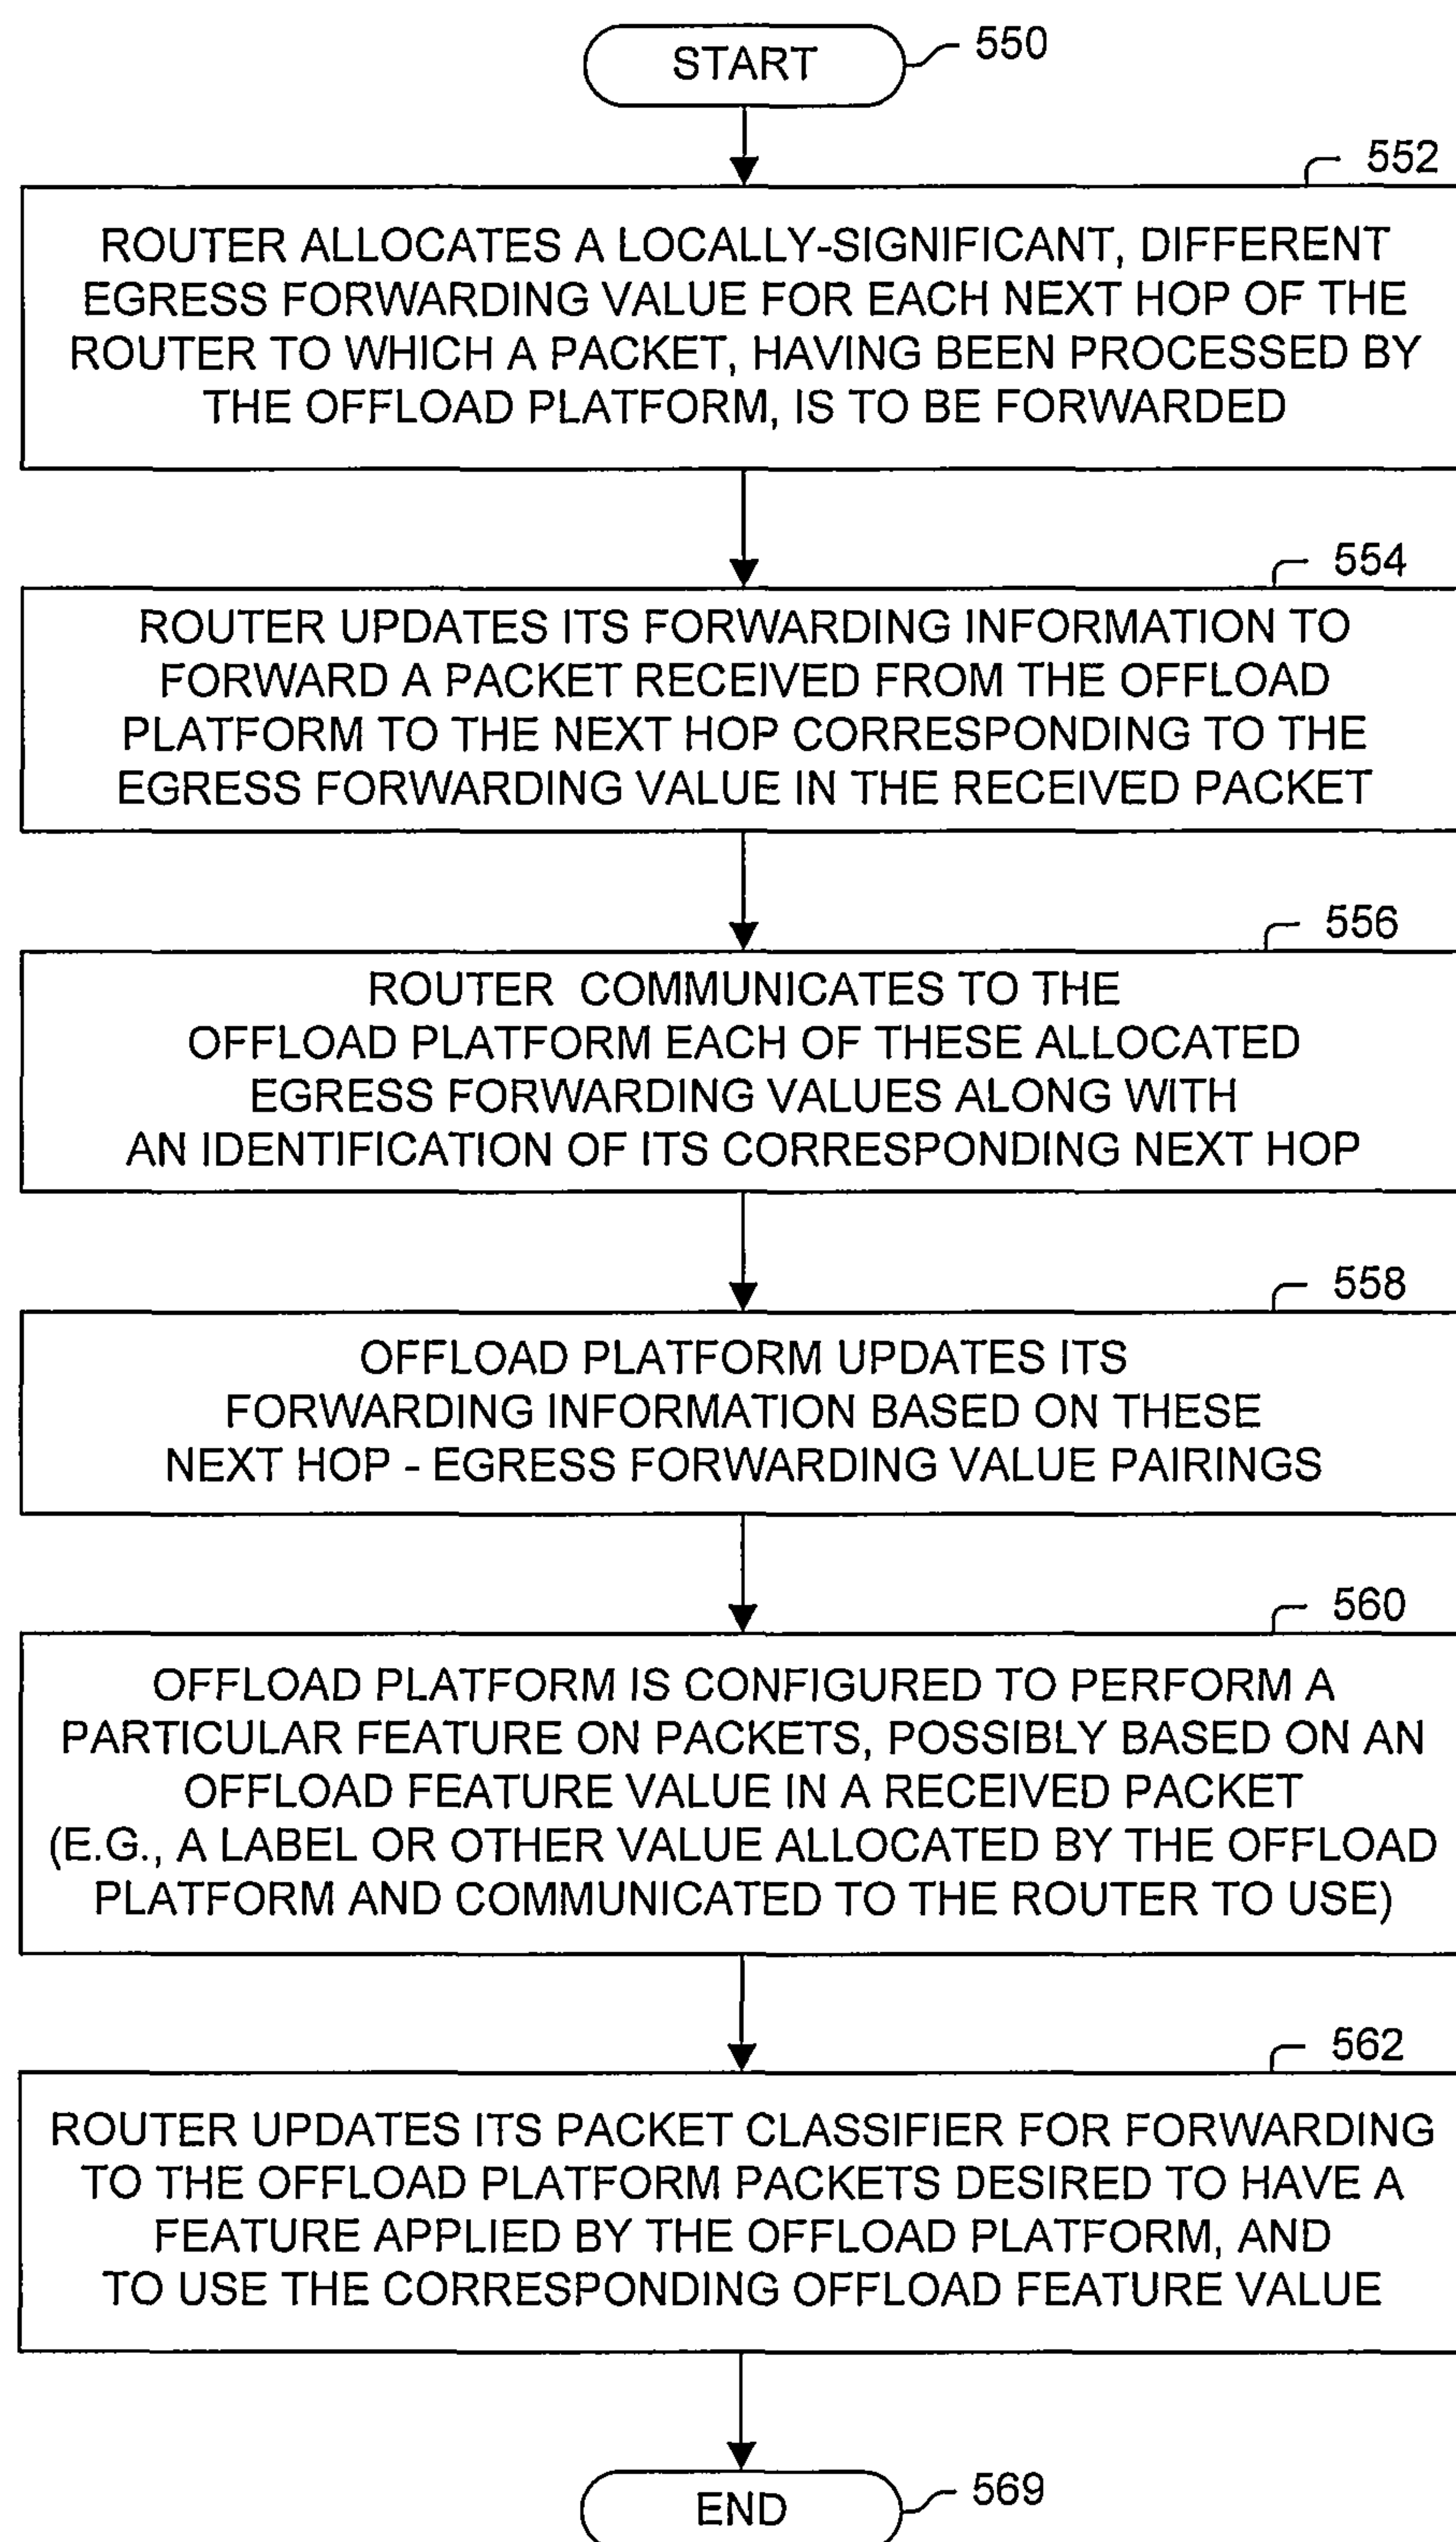 START
550
552
ROUTER ALLOCATES A LOCALLY-SIGNIFICANT, DIFFERENT
EGRESS FORWARDING VALUE FOR EACH NEXT HOP OF THE
ROUTER TO WHICH A PACKET, HAVING BEEN PROCESSED BY
THE OFFLOAD PLATFORM, IS TO BE FORWARDED
554
ROUTER UPDATES ITS FORWARDING INFORMATION TO
FORWARD A PACKET RECEIVED FROM THE OFFLOAD
PLATFORM TO THE NEXT HOP CORRESPONDING TO THE
EGRESS FORWARDING VALUE IN THE RECEIVED PACKET
556
ROUTER COMMUNICATES TO THE
OFFLOAD PLATFORM EACH OF THESE ALLOCATED
EGRESS FORWARDING VALUES ALONG WITH
AN IDENTIFICATION OF ITS CORRESPONDING NEXT HOP
558
OFFLOAD PLATFORM UPDATES ITS
FORWARDING INFORMATION BASED ON THESE
NEXT HOP - EGRESS FORWARDING VALUE PAIRINGS
560
OFFLOAD PLATFORM IS CONFIGURED TO PERFORM A
PARTICULAR FEATURE ON PACKETS, POSSIBLY BASED ON AN
OFFLOAD FEATURE VALUE IN A RECEIVED PACKET
(E.G., A LABEL OR OTHER VALUE ALLOCATED BY THE OFFLOAD
PLATFORM AND COMMUNICATED TO THE ROUTER TO USE)
562
ROUTER UPDATES ITS PACKET CLASSIFIER FOR FORWARDING
TO THE OFFLOAD PLATFORM PACKETS DESIRED TO HAVE A
FEATURE APPLIED BY THE OFFLOAD PLATFORM, AND
TO USE THE CORRESPONDING OFFLOAD FEATURE VALUE
END
569